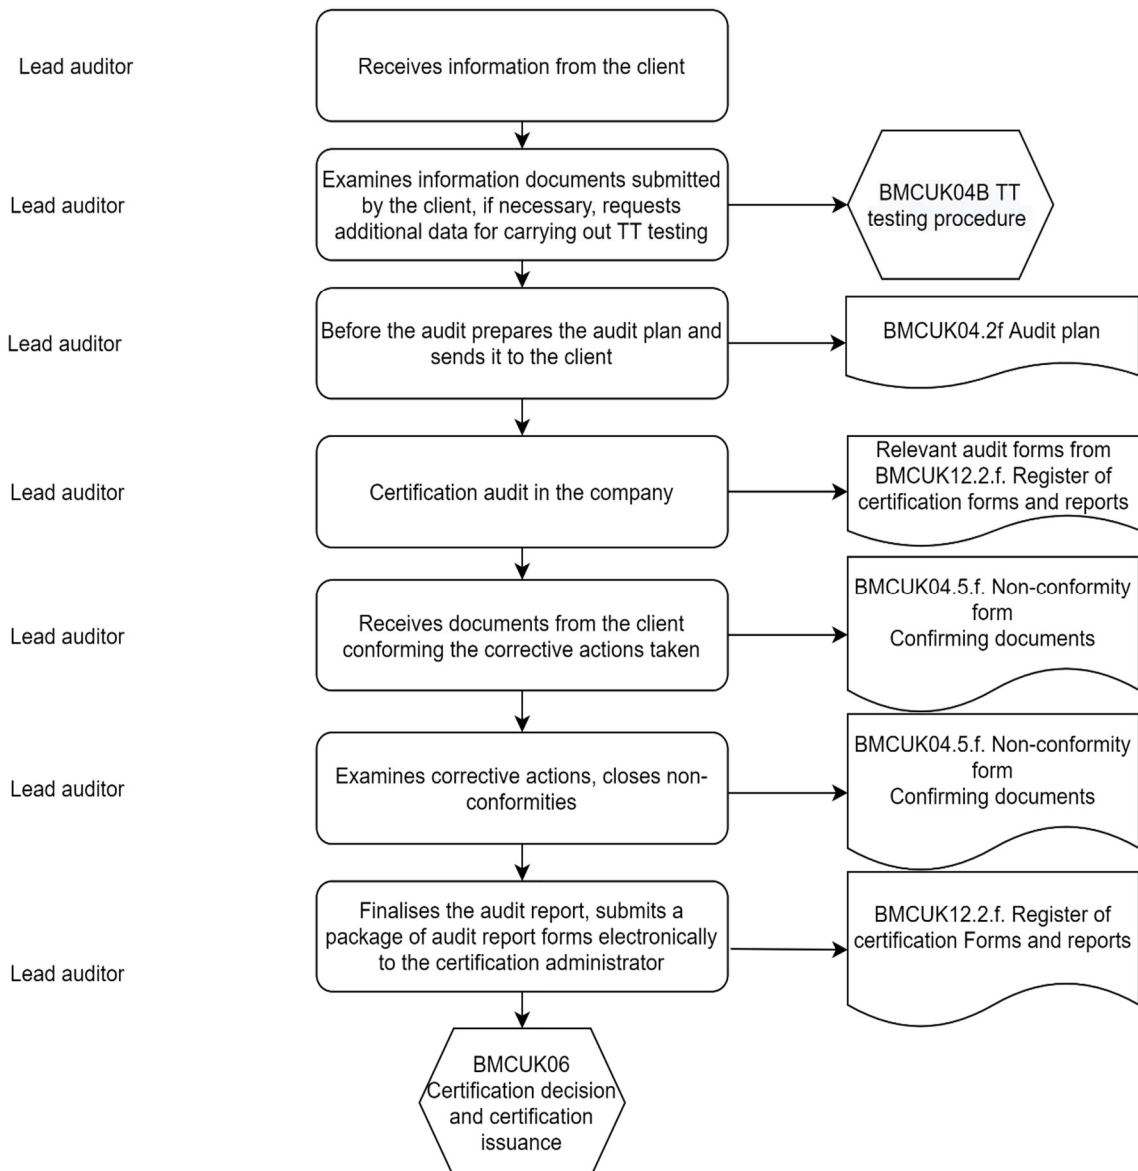 Lead auditor
Receives information from the client
Lead auditor
Examines information documents submitted
by the client, if necessary, requests
additional data for carrying out TT testing
BMCUK04B TT
testing procedure
Lead auditor
Before the audit prepares the audit plan and
sends it to the client
BMCUK04.2f Audit plan
Lead auditor
Certification audit in the company
Relevant audit forms from
BMCUK12.2.f. Register of
certification forms and reports
Lead auditor
Receives documents from the client
conforming the corrective actions taken
BMCUK04.5.f. Non-conformity
form
Confirming documents
Lead auditor
Examines corrective actions, closes non-
conformities
BMCUK04.5.f. Non-conformity
form
Confirming documents
Lead auditor
Finalises the audit report, submits a
package of audit report forms electronically
to the certification administrator
BMCUK12.2.f. Register of
certification Forms and reports
BMCUK06
Certification decision
and certification
issuance